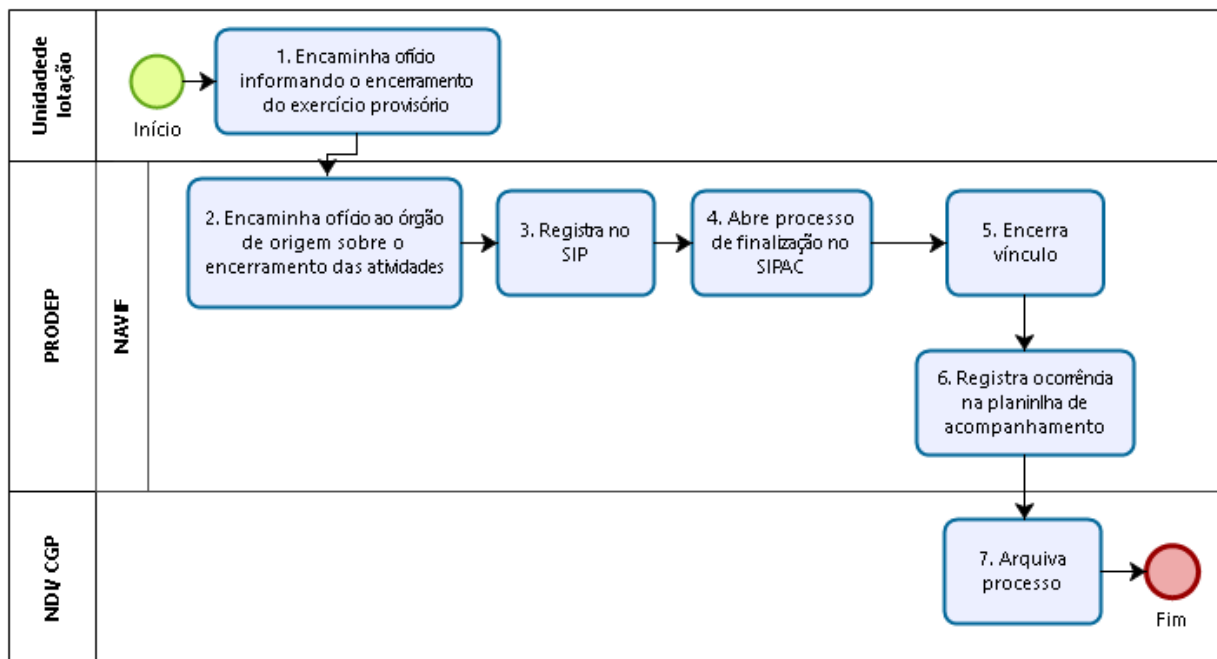 Unidade de
lotação
Início
1. Encaminha ofício
informando o encerramento
do exercício provisório
PRODEP
NAVIF
2. Encaminha ofício ao órgão
de origem sobre o
encerramento das atividades
3. Registra no
SIP
4. Abre processo
de finalização no
SIPAC
5. Encerra
vínculo
6. Registra ocorrência
na planinlha de
acompanhamento
NDI/ CGP
7. Arquiva
processo
Fim